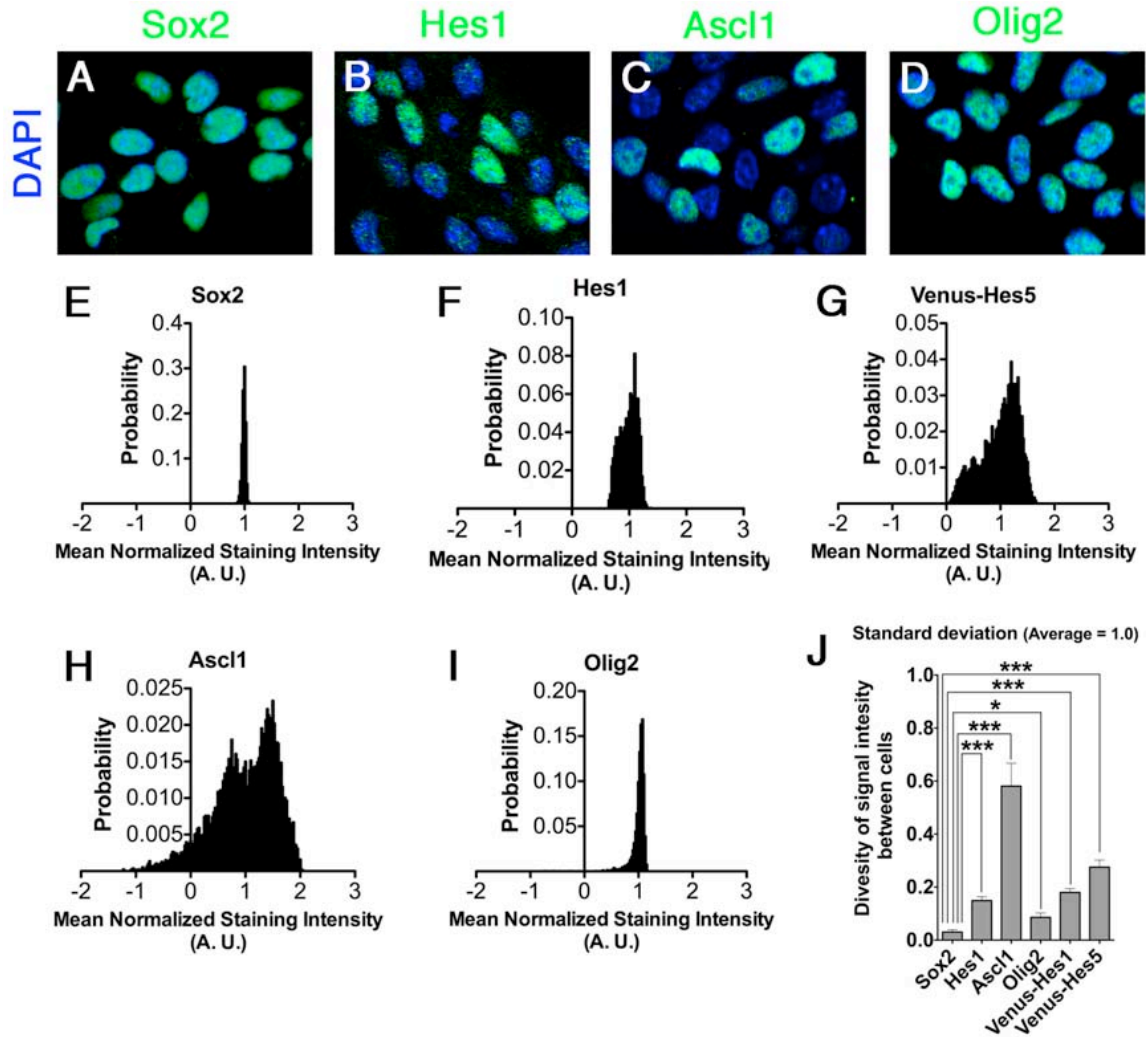 Sox2
Hes1
Ascl1
Olig2
DAPI
A
B
C
D
E
Sox2
0.4
0.3
0.2
0.1
Probability
-2 -1 0 1 2 3
Mean Normalized Staining Intensity
(A. U.)
F
Hes1
0.10
0.08
0.06
0.04
0.02
Probability
-2 -1 0 1 2 3
Mean Normalized Staining Intensity
(A. U.)
G
Venus-Hes5
0.05
0.04
0.03
0.02
0.01
Probability
-2 -1 0 1 2 3
Mean Normalized Staining Intensity
(A. U.)
H
Ascl1
0.025
0.020
0.015
0.010
0.005
Probability
-2 -1 0 1 2 3
Mean Normalized Staining Intensity
(A. U.)
I
Olig2
0.20
0.15
0.10
0.05
Probability
-2 -1 0 1 2 3
Mean Normalized Staining Intensity
(A. U.)
J
Standard deviation (Average = 1.0)
Divesity of signal intesity
between cells
1.0
0.8
0.6
0.4
0.2
0.0
***
***
*
***
***
Sox2
Hes1
Ascl1
Olig2
Venus-Hes1
Venus-Hes5